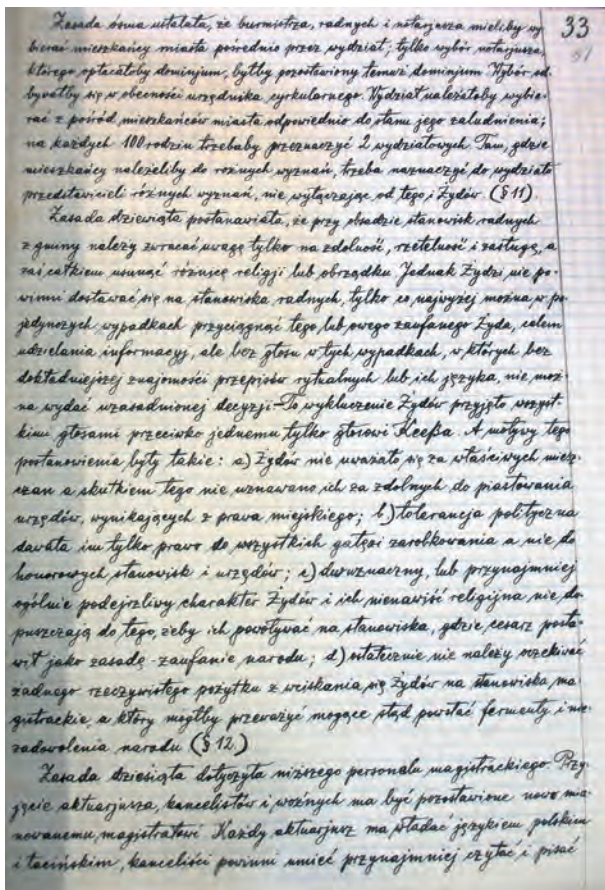 33
51
Zasada ósma ustalała, że burmistrza, radnych i notarjusza mieliby wy
bierać mieszkańcy miasta pośrednio przez wydział; tylko wybór notarjusza,
którego opłacałoby dominjum, byłby pozostawiony temuż dominjum. Wybór od-
bywałby się w obecności urzędnika cyrkularnego. Wydział należałoby wybie-
rać z pośród mieszkańców miasta odpowiednio do stanu jego zaludnienia;
na każdych 100 rodzin trzebaby przeznaczyć 2 wydziałowych. Tam, gdzie
mieszkańcy należeliby do różnych wyznań, trzeba naznaczyć do wydziału
przedstawicieli różnych wyznań, nie wyłączając od tego i Żydów. (§ 11).
Zasada dziewiąta postanawiała, że przy obsadzie stanowisk radnych
z gminy należy zwracać uwagę tylko na zdolność, rzetelność i zasługę, a
zaś całkiem usunąć różnicę religji lub obrządku. Jednak Żydzi nie po-
winni dostawać się na stanowiska radnych, tylko co najwyżej można w po-
jedynczych wypadkach przyciągnąć tego, lub owego zaufanego Żyda, celem
udzielania informacyj, ale bez głosu w tych wypadkach, w których bez
dokładniejszej znajomości przepisów rytualnych lub ich języka, nie moż-
na wydać uzasadnionej decyzji. – To wykluczenie Żydów przyjęto wszyst-
kimi głosami przeciwko jednemu tylko głosowi Keefsa. A motywy tego
postanowienia były takie: a) Żydów nie uważało się za właściwych miesz-
czan a skutkiem tego nie uznawano ich za zdolnych do piastowania
urzędów, wynikających z prawa miejskiego; b) tolerancja polityczna
dawała im tylko prawo do wszystkich gałęzi zarobkowania a nie do
honorowych stanowisk i urzędów; c) dwuznaczny, lub przynajmniej
ogólnie podejrzliwy charakter Żydów i ich nienawiść religijna nie do-
puszczają do tego, żeby ich powoływać na stanowiska, gdzie cesarz posta-
wił jako zasadę - zaufanie narodu; d) ostatecznie nie należy oczekiwać
żadnego rzeczywistego pożytku z wciskania się Żydów na stanowiska ma-
gistrackie, a który mógłby przeważyć mogące stąd powstać fermenty i nie-
zadowolenia narodu (§ 12.)
Zasada dziesiąta dotyczyła niższego personalu magistrackiego. Przy-
jęcie aktuarjusza, kancelistów i woźnych ma być pozostawione nowo mia-
nowanemu magistratowi. Każdy aktuarjusz ma władać językiem polskim
i łacińskim, kanceliści powinni umieć przynajmniej czytać i pisać